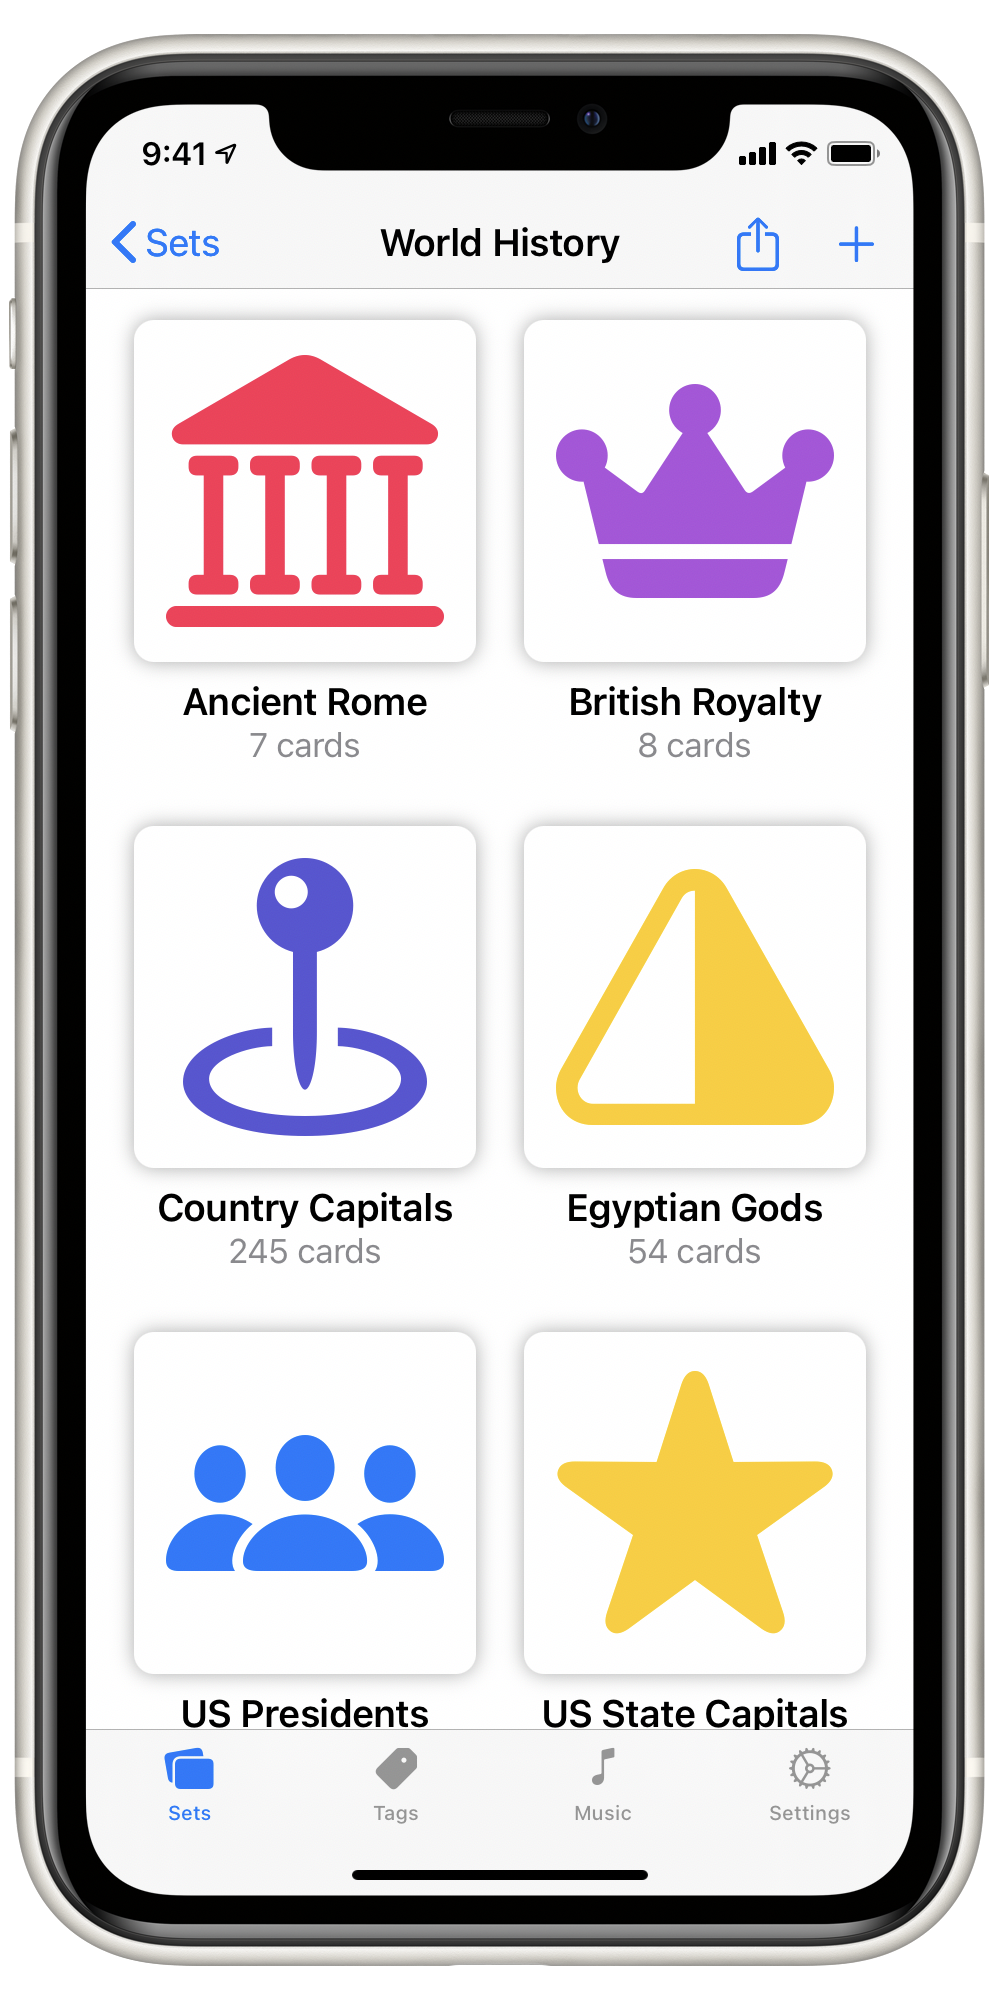 9:41
Sets
World History
Ancient Rome
British Royalty
7 cards
8 cards
Country Capitals
Egyptian Gods
245 cards
54 cards
US Presidents
US State Capitals
Sets
Tags
Music
Settings